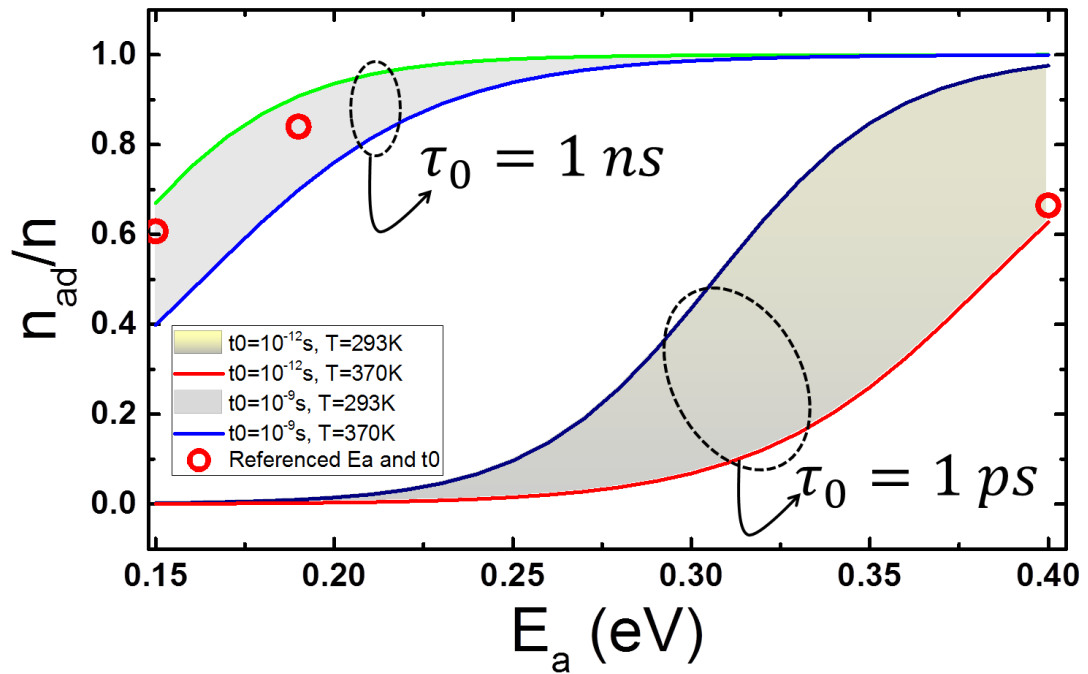 1.0
0.8
0.6
0.4
0.2
0.0
n_ad/n
τ₀ = 1 ns
t0=10⁻¹²s, T=293K
t0=10⁻¹²s, T=370K
t0=10⁻⁹s, T=293K
t0=10⁻⁹s, T=370K
Referenced Ea and t0
τ₀ = 1 ps
0.15 0.20 0.25 0.30 0.35 0.40
E_a (eV)